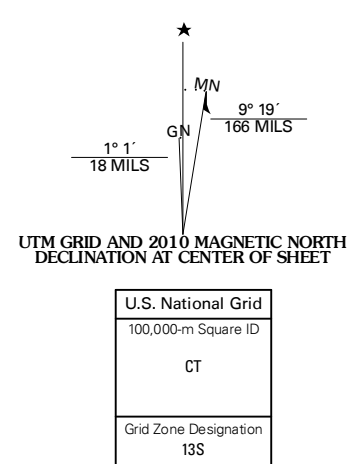 MN
GN
9° 19´
166 MILS
1° 1´
18 MILS
UTM GRID AND 2010 MAGNETIC NORTH
DECLINATION AT CENTER OF SHEET
U.S. National Grid
100,000-m Square ID
CT
Grid Zone Designation
13S